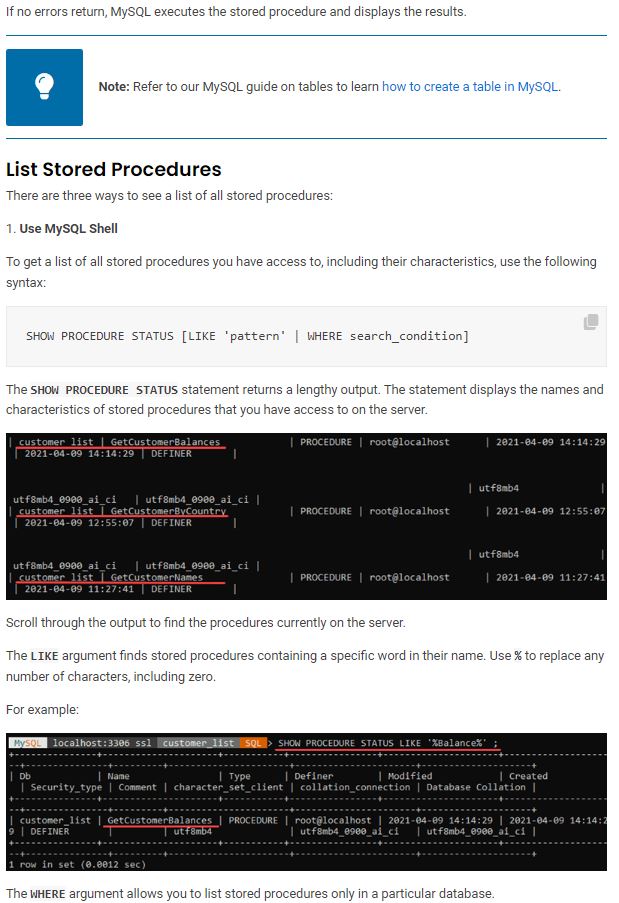 If no errors return, MySQL executes the stored procedure and displays the results.
Note: Refer to our MySQL guide on tables to learn how to create a table in MySQL.
List Stored Procedures
There are three ways to see a list of all stored procedures:
1. Use MySQL Shell
To get a list of all stored procedures you have access to, including their characteristics, use the following
syntax:
SHOW PROCEDURE STATUS [LIKE 'pattern' | WHERE search_condition]
The SHOW PROCEDURE STATUS statement returns a lengthy output. The statement displays the names and
characteristics of stored procedures that you have access to on the server.
| customer_list | GetCustomerBalances | PROCEDURE | root@localhost | 2021-04-09 14:14:29
| 2021-04-09 14:14:29 | DEFINER |
| utf8mb4 |
utf8mb4_0900_ai_ci | utf8mb4_0900_ai_ci |
| customer_list | GetCustomerByCountry | PROCEDURE | root@localhost | 2021-04-09 12:55:07
| 2021-04-09 12:55:07 | DEFINER |
| utf8mb4 |
utf8mb4_0900_ai_ci | utf8mb4_0900_ai_ci |
| customer_list | GetCustomerNames | PROCEDURE | root@localhost | 2021-04-09 11:27:41
| 2021-04-09 11:27:41 | DEFINER |
Scroll through the output to find the procedures currently on the server.
The LIKE argument finds stored procedures containing a specific word in their name. Use % to replace any
number of characters, including zero.
For example:
MySQL localhost:3306 ssl customer_list SQL > SHOW PROCEDURE STATUS LIKE '%Balance%' ;
| Db | Name | Type | Definer | Modified | Created
| Security_type | Comment | character_set_client | collation_connection | Database Collation |
| customer_list | GetCustomerBalances | PROCEDURE | root@localhost | 2021-04-09 14:14:29 | 2021-04-09 14:14:2
9 | DEFINER | | utf8mb4 | utf8mb4_0900_ai_ci | utf8mb4_0900_ai_ci |
1 row in set (0.0012 sec)
The WHERE argument allows you to list stored procedures only in a particular database.